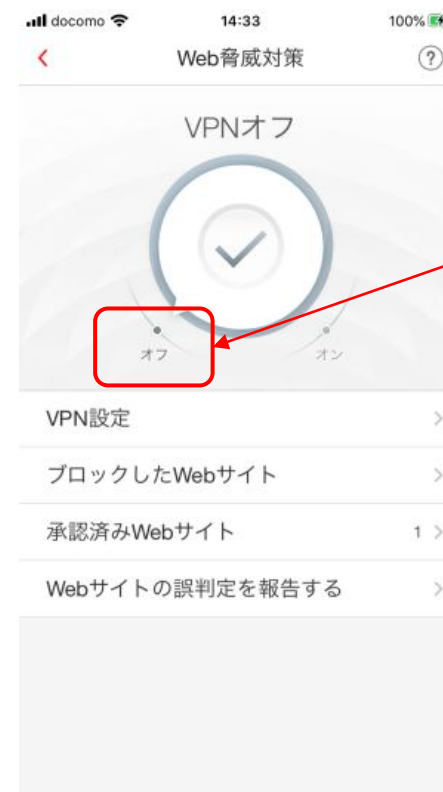 docomo 14:33 100%
Web脅威対策 ?
VPNオフ
オフ オン
VPN設定
ブロックしたWebサイト
承認済みWebサイト 1
Webサイトの誤判定を報告する